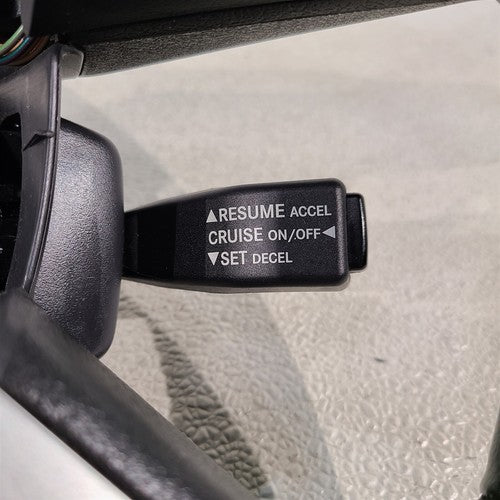 ▲RESUME ACCEL
CRUISE ON/OFF◀
▼SET DECEL